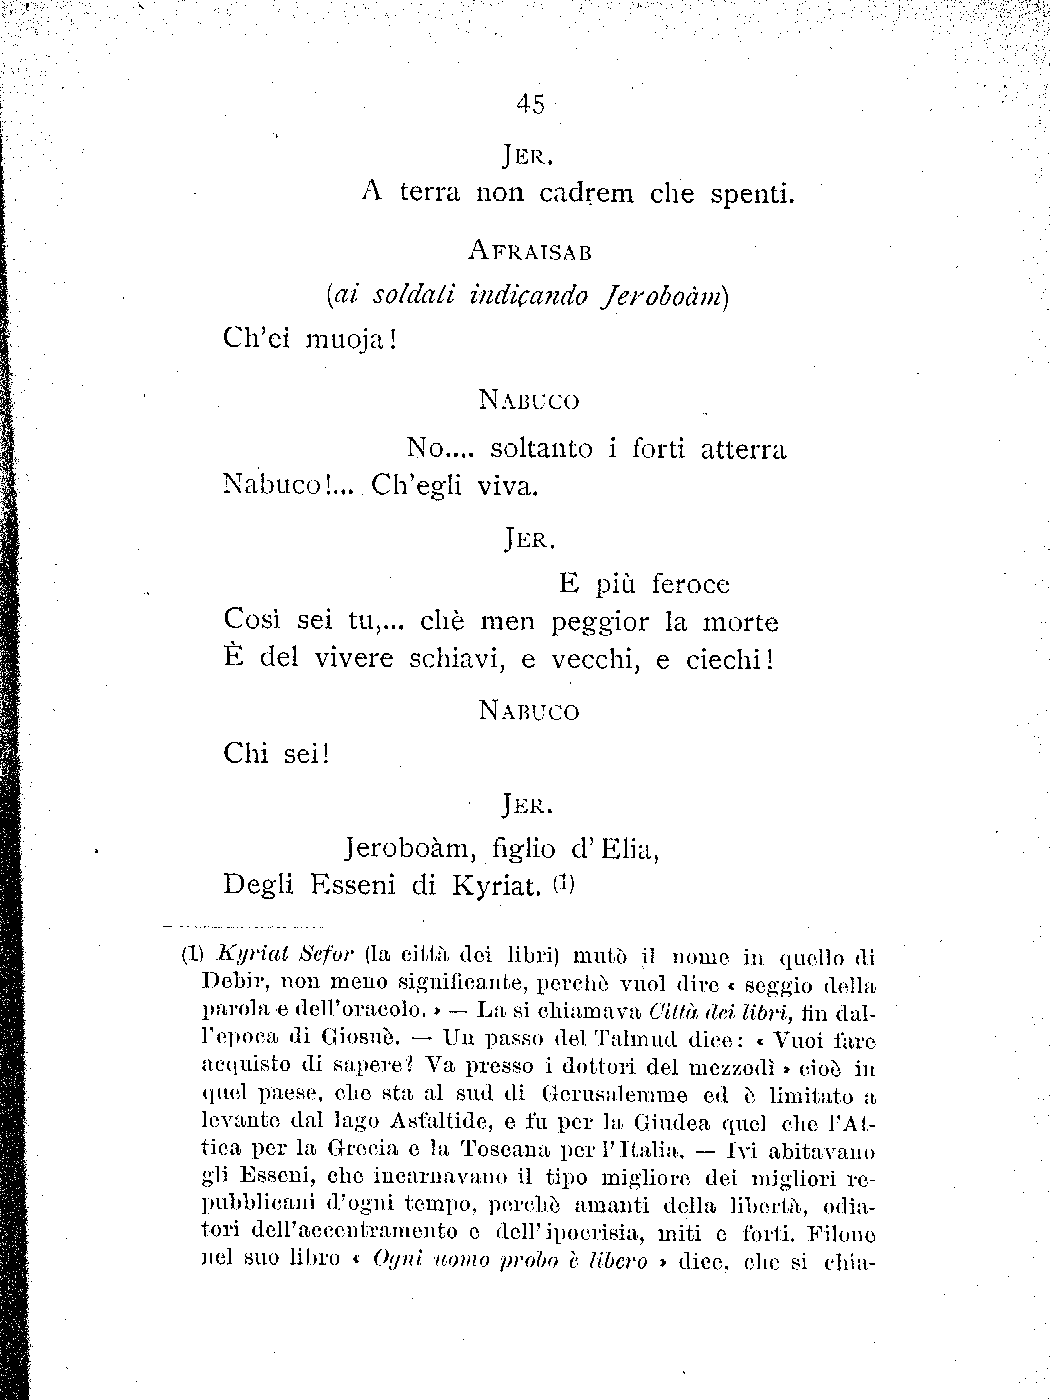 45
JER.
A terra non cadrem che spenti.
AFRAISAB
(ai soldati indicando Jeroboàm)
Ch'ei muoja!
NABUCO
No.... soltanto i forti atterra
Nabuco!... Ch'egli viva.
JER.
E più feroce
Così sei tu,... chè men peggior la morte
È del vivere schiavi, e vecchi, e ciechi!
NABUCO
Chi sei!
JER.
Jeroboàm, figlio d'Elia,
Degli Esseni di Kyriat. (1)
(1) Kyriat Sefor (la città dei libri) mutò il nome in quello di
Debir, non meno significante, perchè vuol dire « seggio della
parola e dell'oracolo. » — La si chiamava Città dei libri, fin dal-
l'epoca di Giosuè. — Un passo del Talmud dice: « Vuoi fare
acquisto di sapere? Va presso i dottori del mezzodì » cioè in
quel paese, che sta al sud di Gerusalemme ed è limitato a
levante dal lago Asfaltide, e fu per la Giudea quel che l'At-
tica per la Grecia e la Toscana per l'Italia. — Ivi abitavano
gli Esseni, che incarnavano il tipo migliore dei migliori re-
pubblicani d'ogni tempo, perchè amanti della libertà, odia-
tori dell'accentramento e dell'ipocrisia, miti e forti. Filone
nel suo libro « Ogni uomo probo è libero » dice, che si chia-